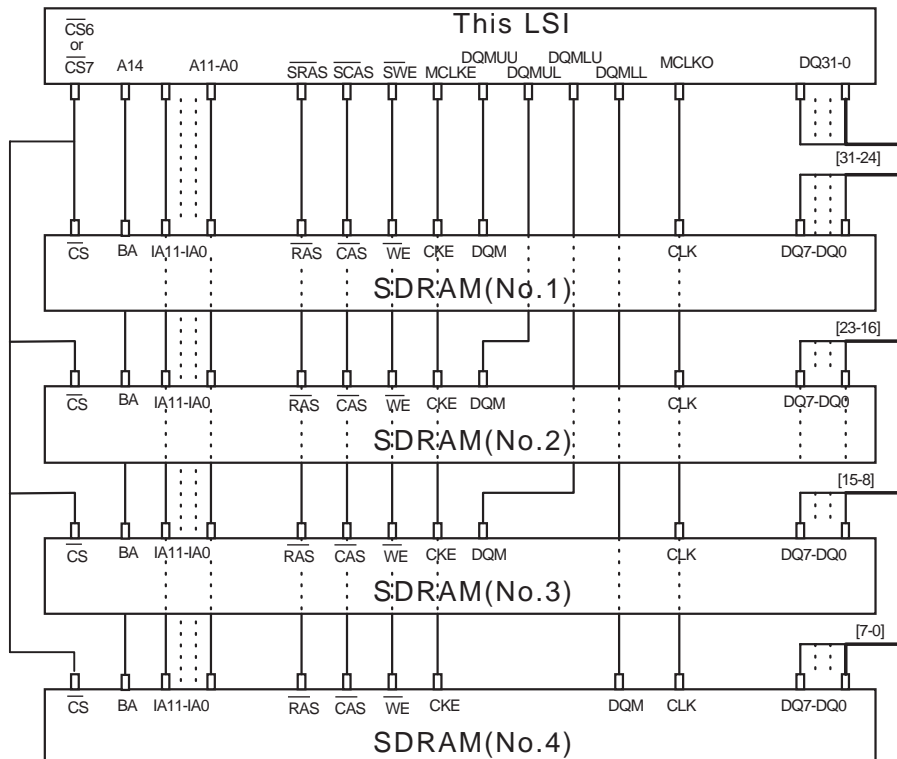 This LSI
CS6
or
CS7
A14
A11-A0
SRAS
SCAS
SWE
MCLKE
DQMUU
DQMUL
DQMLU
DQMLL
MCLKO
DQ31-0
[31-24]
CS
BA
IA11-IA0
RAS
CAS
WE
CKE
DQM
CLK
DQ7-DQ0
SDRAM(No.1)
[23-16]
CS
BA
IA11-IA0
RAS
CAS
WE
CKE
DQM
CLK
DQ7-DQ0
SDRAM(No.2)
[15-8]
CS
BA
IA11-IA0
RAS
CAS
WE
CKE
DQM
CLK
DQ7-DQ0
SDRAM(No.3)
[7-0]
CS
BA
IA11-IA0
RAS
CAS
WE
CKE
DQM
CLK
DQ7-DQ0
SDRAM(No.4)